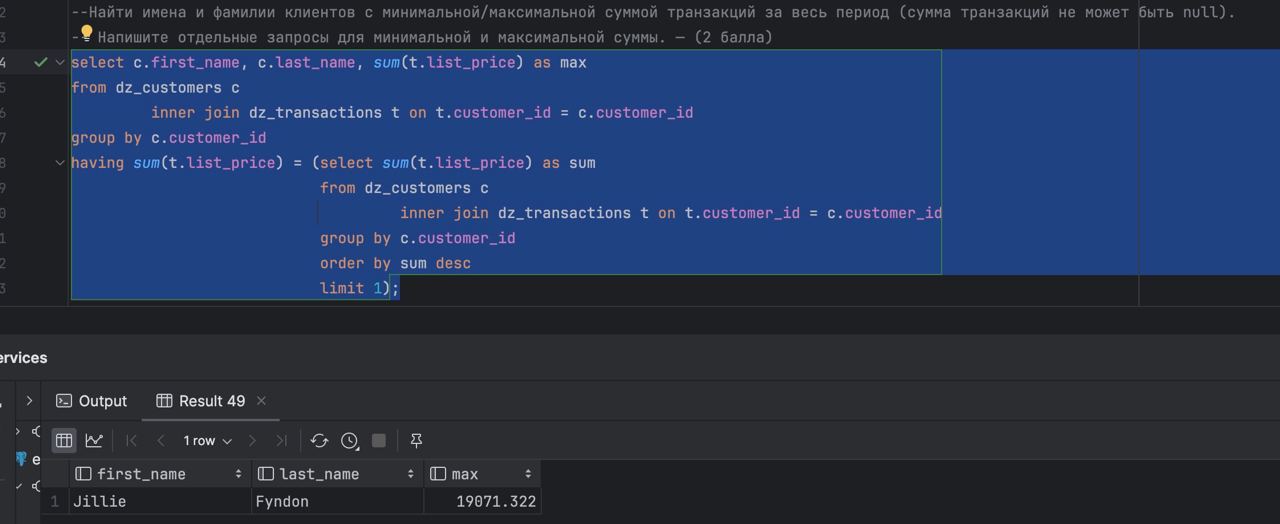 2 --Найти имена и фамилии клиентов с минимальной/максимальной суммой транзакций за весь период (сумма транзакций не может быть null).
3 - Напишите отдельные запросы для минимальной и максимальной суммы. — (2 балла)
4 select c.first_name, c.last_name, sum(t.list_price) as max
5 from dz_customers c
6 inner join dz_transactions t on t.customer_id = c.customer_id
7 group by c.customer_id
8 having sum(t.list_price) = (select sum(t.list_price) as sum
9 from dz_customers c
0 inner join dz_transactions t on t.customer_id = c.customer_id
1 group by c.customer_id
2 order by sum desc
3 limit 1);
ervices
Output Result 49
1 row
e
first_name last_name max
1 Jillie Fyndon 19071.322